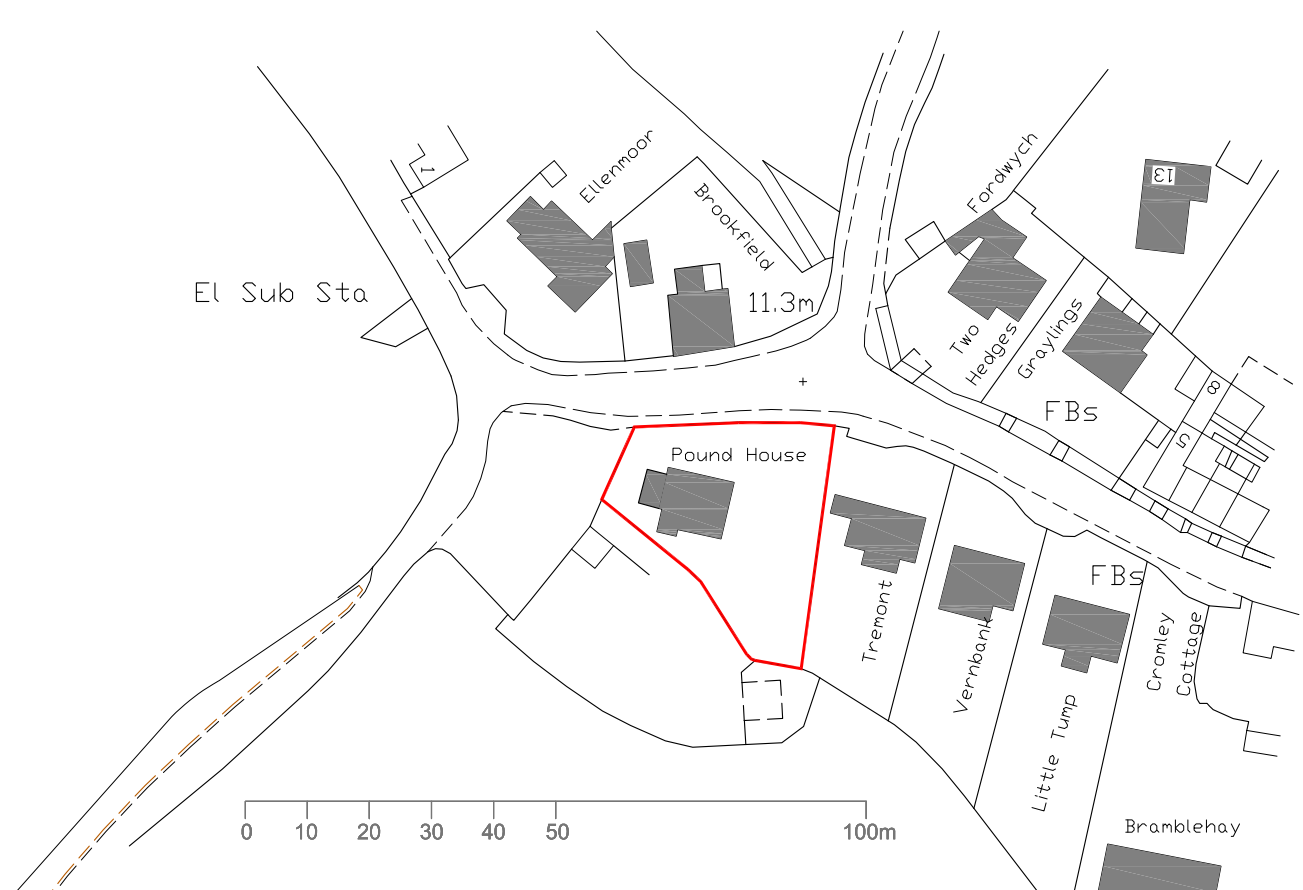 1
Ellenmoor
Fordwych
13
Brookfield
El Sub Sta
11.3m
Two
Hedges
Graylings
8
FBs
5
Pound House
FBs
Tremont
Vernbank
Cromley
Cottage
Little Tump
Bramblehay
0 10 20 30 40 50 100m